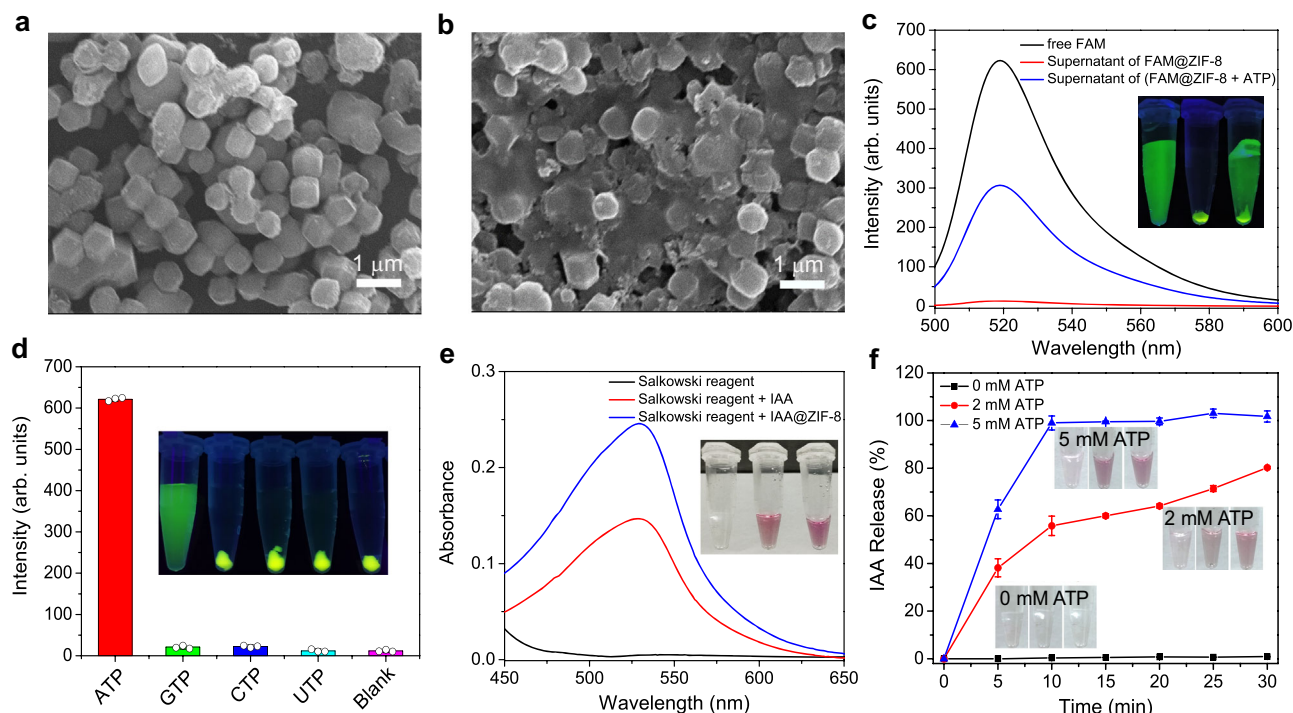 a
1 μm
b
1 μm
c
700
600
500
400
300
200
100
0
Intensity (arb. units)
500
520
540
560
580
600
Wavelength (nm)
free FAM
Supernatant of FAM@ZIF-8
Supernatant of (FAM@ZIF-8 + ATP)
d
700
600
500
400
300
200
100
0
Intensity (arb. units)
ATP
GTP
CTP
UTP
Blank
e
0.3
0.2
0.1
0.0
Absorbance
450
500
550
600
650
Wavelength (nm)
Salkowski reagent
Salkowski reagent + IAA
Salkowski reagent + IAA@ZIF-8
f
120
100
80
60
40
20
0
IAA Release (%)
0
5
10
15
20
25
30
Time (min)
0 mM ATP
2 mM ATP
5 mM ATP
5 mM ATP
2 mM ATP
0 mM ATP